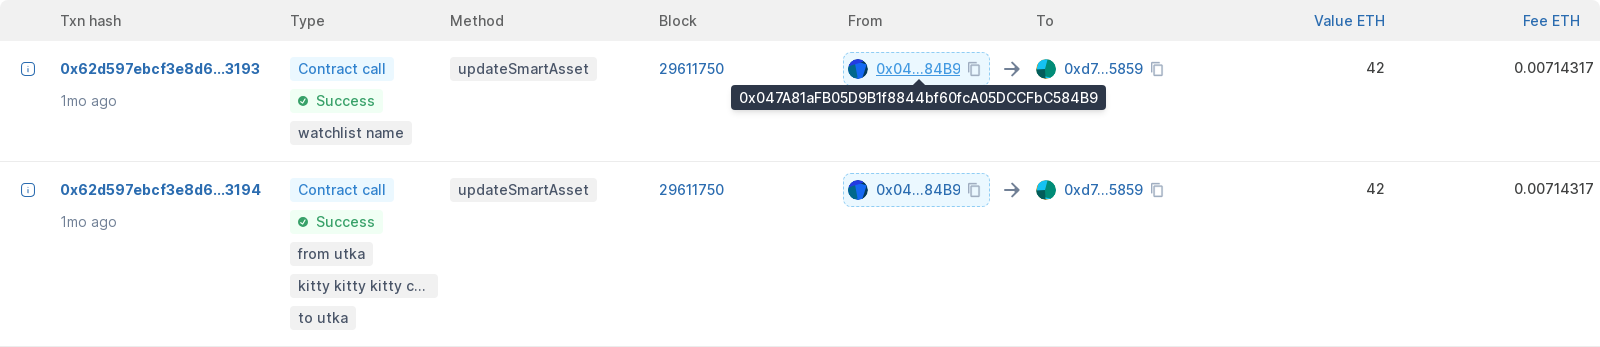 Txn hash Type Method Block From To Value ETH Fee ETH
0x62d597ebcf3e8d6...3193 Contract call updateSmartAsset 29611750 0x04...84B9 0xd7...5859 42 0.00714317
1mo ago Success 0x047A81aFB05D9B1f8844bf60fcA05DCCFbC584B9
watchlist name
0x62d597ebcf3e8d6...3194 Contract call updateSmartAsset 29611750 0x04...84B9 0xd7...5859 42 0.00714317
1mo ago Success
from utka
kitty kitty kitty c...
to utka